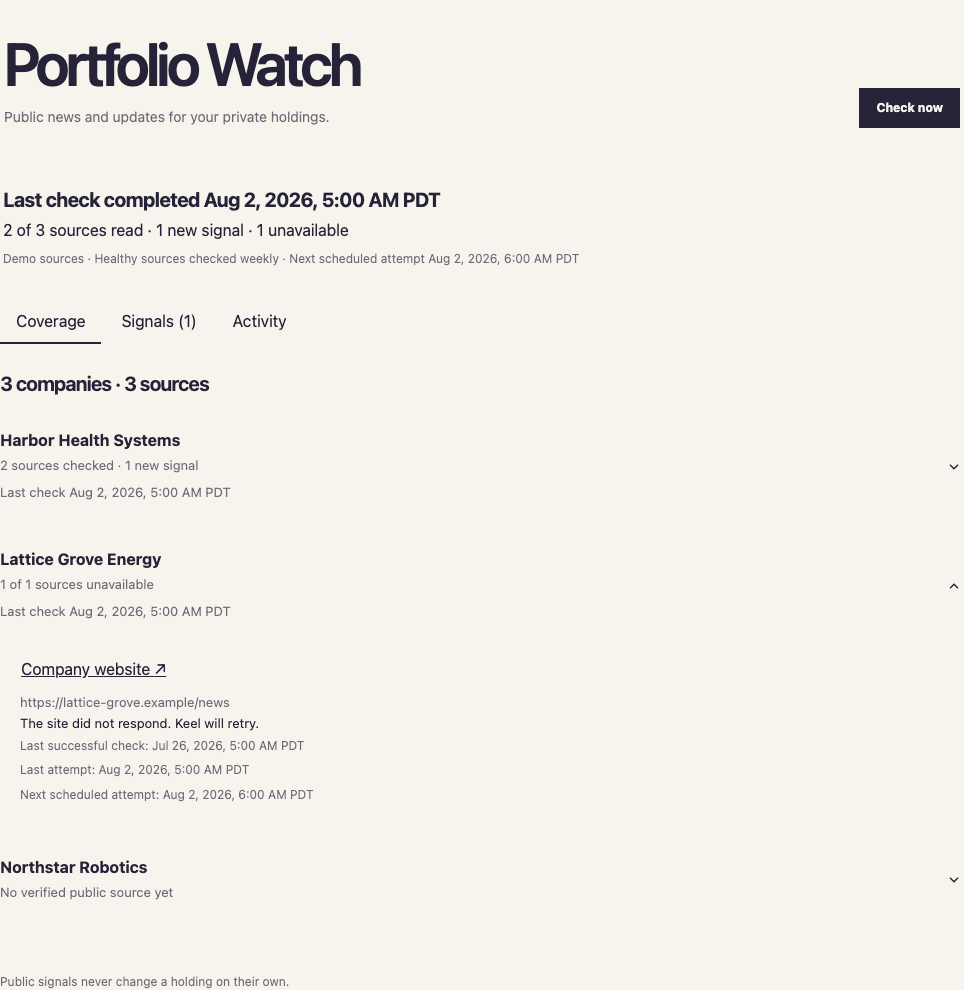 Portfolio Watch
Public news and updates for your private holdings.
Check now
Last check completed Aug 2, 2026, 5:00 AM PDT
2 of 3 sources read · 1 new signal · 1 unavailable
Demo sources · Healthy sources checked weekly · Next scheduled attempt Aug 2, 2026, 6:00 AM PDT
Coverage Signals (1) Activity
3 companies · 3 sources
Harbor Health Systems
2 sources checked · 1 new signal
Last check Aug 2, 2026, 5:00 AM PDT
Lattice Grove Energy
1 of 1 sources unavailable
Last check Aug 2, 2026, 5:00 AM PDT
Company website ↗
https://lattice-grove.example/news
The site did not respond. Keel will retry.
Last successful check: Jul 26, 2026, 5:00 AM PDT
Last attempt: Aug 2, 2026, 5:00 AM PDT
Next scheduled attempt: Aug 2, 2026, 6:00 AM PDT
Northstar Robotics
No verified public source yet
Public signals never change a holding on their own.